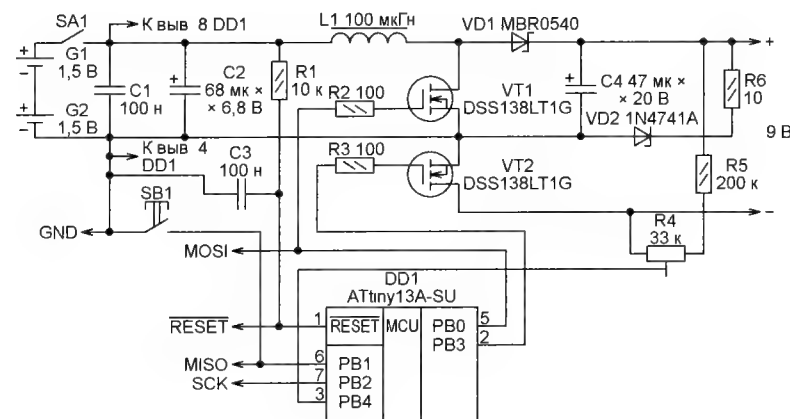 SA1
К выв. 8 DD1
L1 100 мкГн
VD1 MBR0540
+
G1
1,5 В
−
+
G2
1,5 В
−
C1
100 н
+
C2
68 мк ×
× 6,8 В
R1
10 к
R2 100
VT1
DSS138LT1G
+
C4 47 мк ×
× 20 В
VD2 1N4741A
R6
10
+
9 В
К выв. 4
DD1
C3
100 н
R3 100
VT2
DSS138LT1G
R5
200 к
−
SB1
GND
R4
33 к
MOSI
DD1
ATtiny13A-SU
RESET
1
RESET
MCU
PB0
5
PB3
2
MISO
6
PB1
SCK
7
PB2
3
PB4